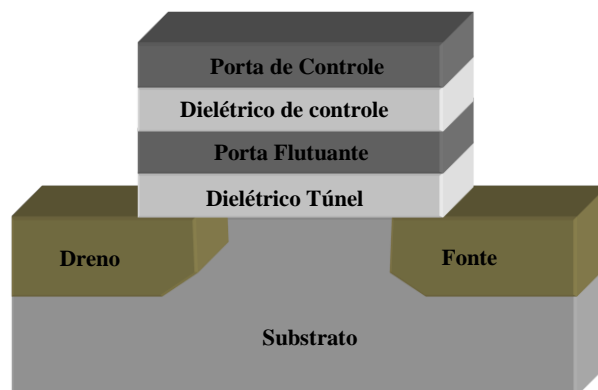 Porta de Controle
Dielétrico de controle
Porta Flutuante
Dielétrico Túnel
Dreno
Fonte
Substrato